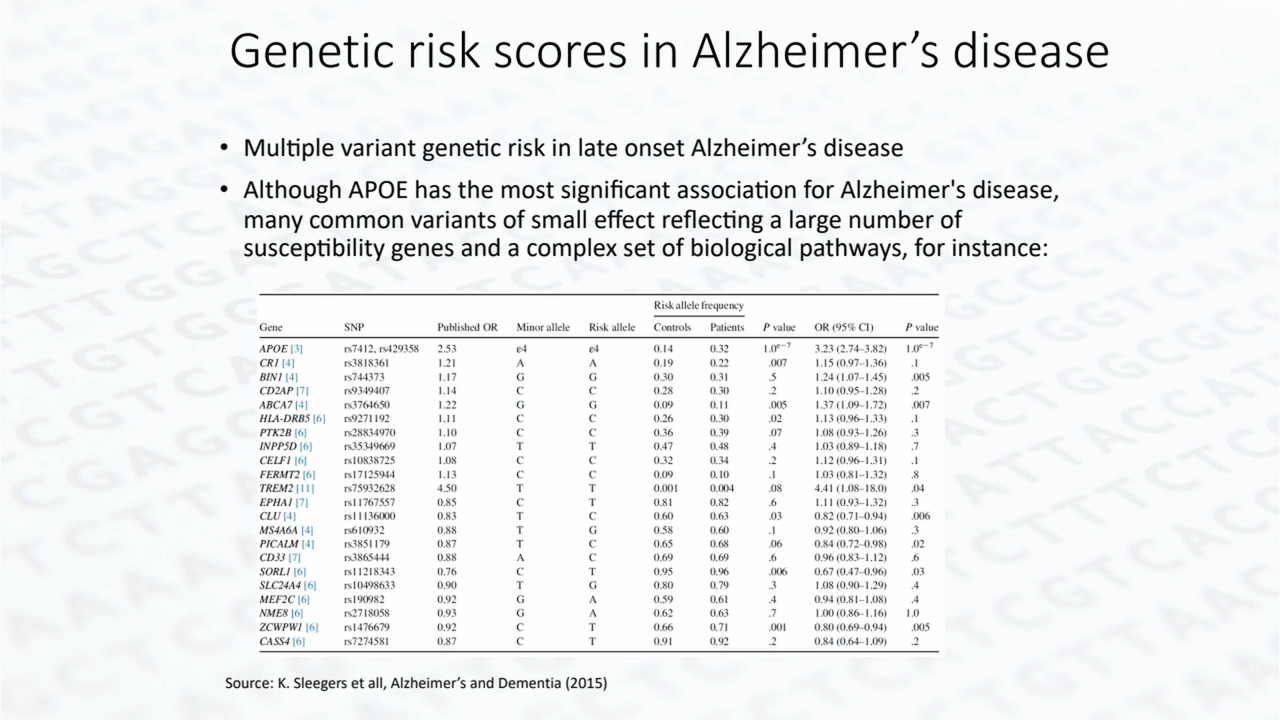 Genetic risk scores in Alzheimer’s disease
• Multiple variant genetic risk in late onset Alzheimer’s disease
• Although APOE has the most significant association for Alzheimer's disease,
many common variants of small effect reflecting a large number of
susceptibility genes and a complex set of biological pathways, for instance:
Risk allele frequency
Gene SNP Published OR Minor allele Risk allele Controls Patients P value OR (95% CI) P value
APOE [3] rs7412, rs429358 2.53 ε4 ε4 0.14 0.32 1.0e−7 3.23 (2.74–3.82) 1.0e−7
CR1 [4] rs3818361 1.21 A A 0.19 0.22 .007 1.15 (0.97–1.36) .1
BIN1 [4] rs744373 1.17 G G 0.30 0.31 .5 1.24 (1.07–1.45) .005
CD2AP [7] rs9349407 1.14 C C 0.28 0.30 .2 1.10 (0.95–1.28) .2
ABCA7 [4] rs3764650 1.22 G G 0.09 0.11 .005 1.37 (1.09–1.72) .007
HLA-DRB5 [6] rs9271192 1.11 C C 0.26 0.30 .02 1.13 (0.96–1.33) .1
PTK2B [6] rs28834970 1.10 C C 0.36 0.39 .07 1.08 (0.93–1.26) .3
INPP5D [6] rs35349669 1.07 T T 0.47 0.48 .4 1.03 (0.89–1.18) .7
CELF1 [6] rs10838725 1.08 C C 0.32 0.34 .2 1.12 (0.96–1.31) .1
FERMT2 [6] rs17125944 1.13 C C 0.09 0.10 .1 1.03 (0.81–1.32) .8
TREM2 [11] rs75932628 4.50 T T 0.001 0.004 .08 4.41 (1.08–18.0) .04
EPHA1 [7] rs11767557 0.85 C T 0.81 0.82 .6 1.11 (0.93–1.32) .3
CLU [4] rs11136000 0.83 T C 0.60 0.63 .03 0.82 (0.71–0.94) .006
MS4A6A [4] rs610932 0.88 T G 0.58 0.60 .1 0.92 (0.80–1.06) .3
PICALM [4] rs3851179 0.87 T C 0.65 0.68 .06 0.84 (0.72–0.98) .02
CD33 [7] rs3865444 0.88 A C 0.69 0.69 .6 0.96 (0.83–1.12) .6
SORL1 [6] rs11218343 0.76 C T 0.95 0.96 .006 0.67 (0.47–0.96) .03
SLC24A4 [6] rs10498633 0.90 T G 0.80 0.79 .3 1.08 (0.90–1.29) .4
MEF2C [6] rs190982 0.92 G A 0.59 0.61 .4 0.94 (0.81–1.08) .4
NME8 [6] rs2718058 0.93 G A 0.62 0.63 .7 1.00 (0.86–1.16) 1.0
ZCWPW1 [6] rs1476679 0.92 C T 0.66 0.71 .001 0.80 (0.69–0.94) .005
CASS4 [6] rs7274581 0.87 C T 0.91 0.92 .2 0.84 (0.64–1.09) .2
Source: K. Sleegers et all, Alzheimer’s and Dementia (2015)